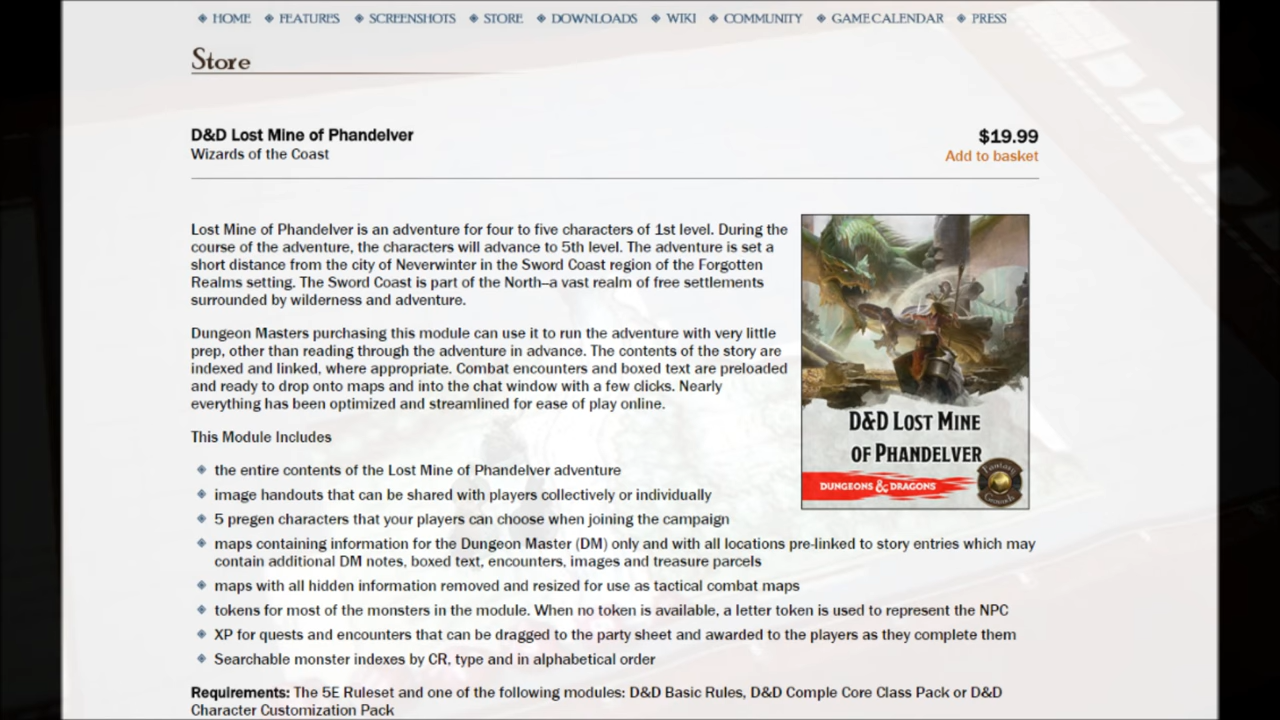 HOME FEATURES SCREENSHOTS STORE DOWNLOADS WIKI COMMUNITY GAME CALENDAR PRESS
Store
D&D Lost Mine of Phandelver
$19.99
Wizards of the Coast
Add to basket
Lost Mine of Phandelver is an adventure for four to five characters of 1st level. During the
course of the adventure, the characters will advance to 5th level. The adventure is set a
short distance from the city of Neverwinter in the Sword Coast region of the Forgotten
Realms setting. The Sword Coast is part of the North–a vast realm of free settlements
surrounded by wilderness and adventure.
Dungeon Masters purchasing this module can use it to run the adventure with very little
prep, other than reading through the adventure in advance. The contents of the story are
indexed and linked, where appropriate. Combat encounters and boxed text are preloaded
and ready to drop onto maps and into the chat window with a few clicks. Nearly
everything has been optimized and streamlined for ease of play online.
D&D LOST MINE
OF PHANDELVER
DUNGEONS & DRAGONS
Fantasy
Grounds
This Module Includes
the entire contents of the Lost Mine of Phandelver adventure
image handouts that can be shared with players collectively or individually
5 pregen characters that your players can choose when joining the campaign
maps containing information for the Dungeon Master (DM) only and with all locations pre-linked to story entries which may
contain additional DM notes, boxed text, encounters, images and treasure parcels
maps with all hidden information removed and resized for use as tactical combat maps
tokens for most of the monsters in the module. When no token is available, a letter token is used to represent the NPC
XP for quests and encounters that can be dragged to the party sheet and awarded to the players as they complete them
Searchable monster indexes by CR, type and in alphabetical order
Requirements: The 5E Ruleset and one of the following modules: D&D Basic Rules, D&D Comple Core Class Pack or D&D
Character Customization Pack